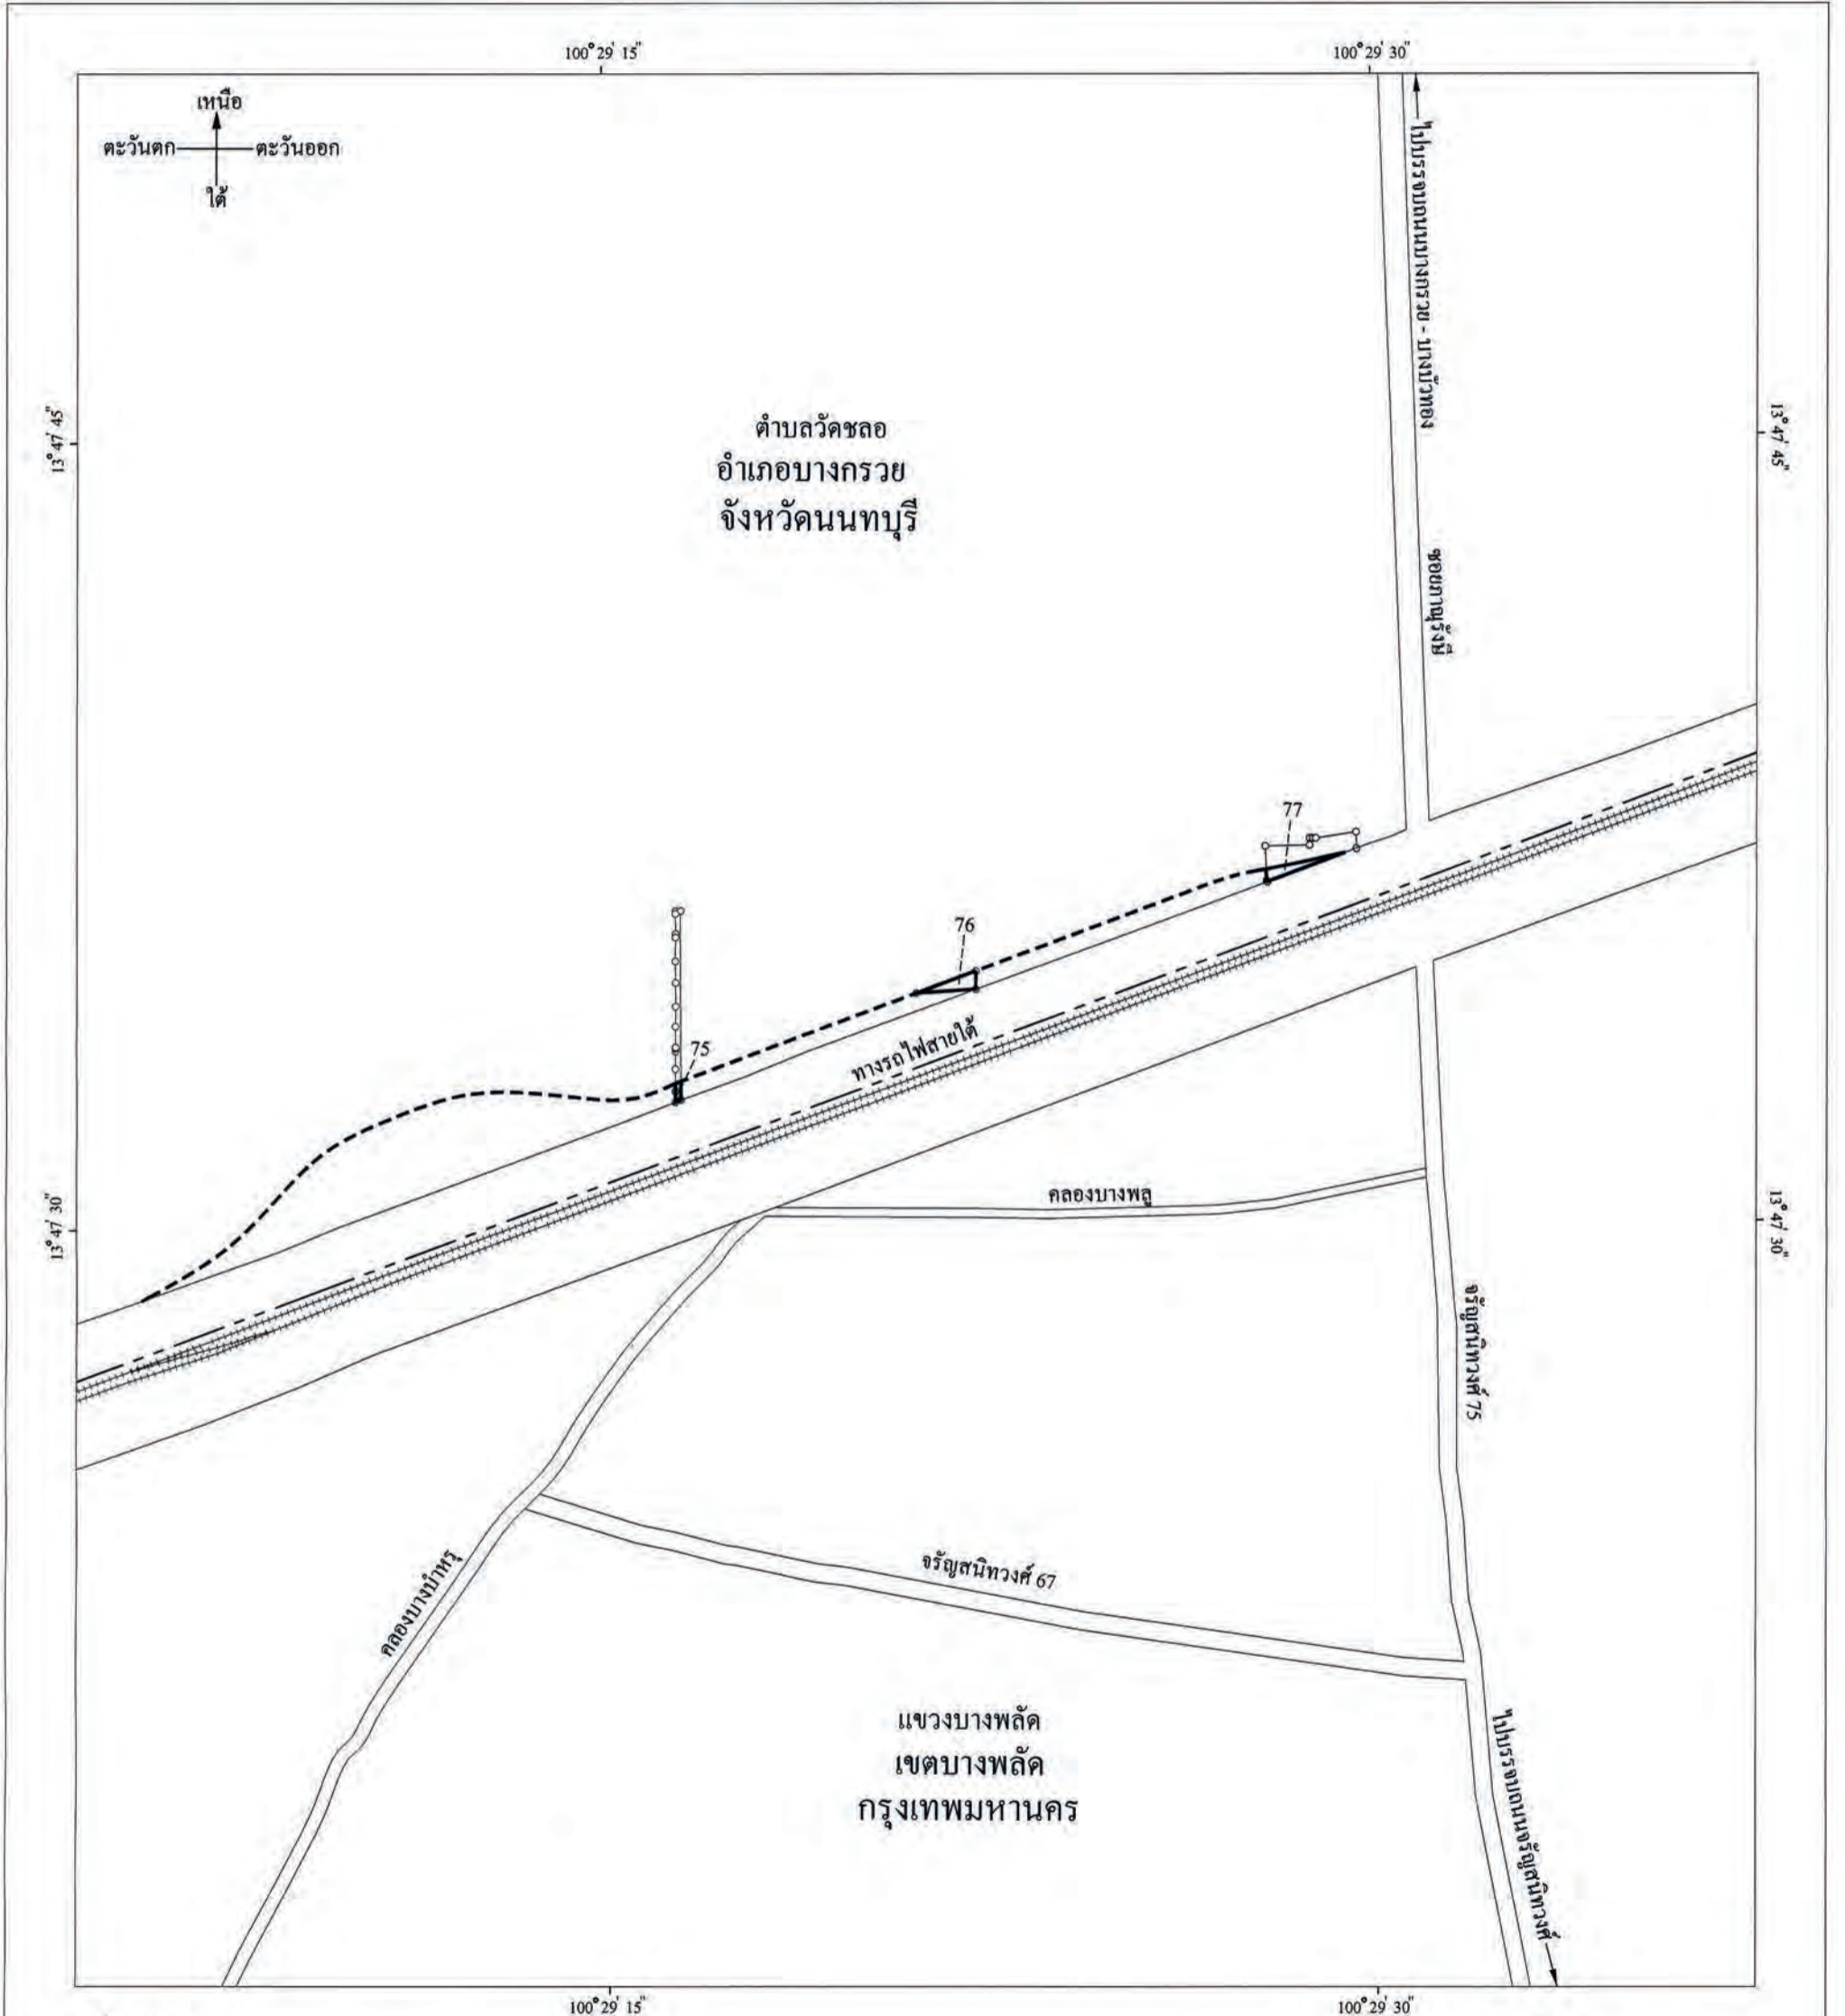 100° 29' 15"
100° 29' 30"
เหนือ
ตะวันตก
ตะวันออก
ใต้
ไปบรรจบถนนบางกรวย - บางบัวทอง
13° 47' 45"
13° 47' 45"
ตำบลวัดชลอ
อำเภอบางกรวย
จังหวัดนนทบุรี
ซอยภาณุรังษี
77
76
75
ทางรถไฟสายใต้
คลองบางพลู
13° 47' 30"
13° 47' 30"
จรัญสนิทวงศ์ 75
จรัญสนิทวงศ์ 67
คลองบางบำหรุ
แขวงบางพลัด
เขตบางพลัด
กรุงเทพมหานคร
ไปบรรจบถนนจรัญสนิทวงศ์
100° 29' 15"
100° 29' 30"